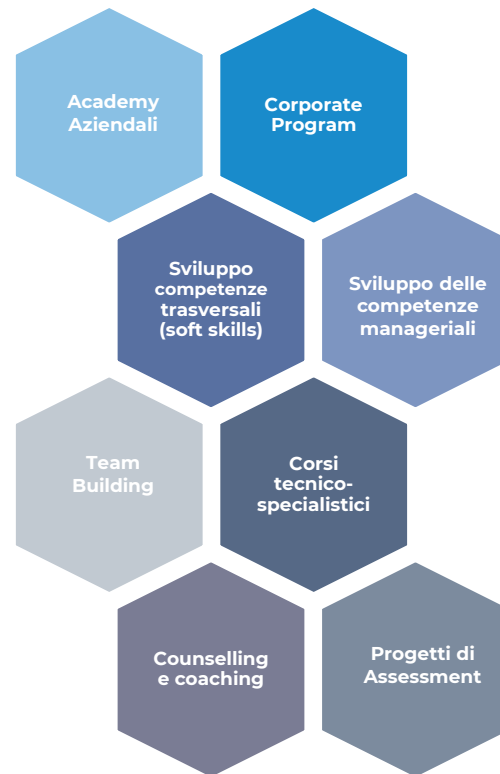 Academy
Aziendali
Corporate
Program
Sviluppo
competenze
trasversali
(soft skills)
Sviluppo delle
competenze
manageriali
Team
Building
Corsi
tecnico-
specialistici
Counselling
e coaching
Progetti di
Assessment